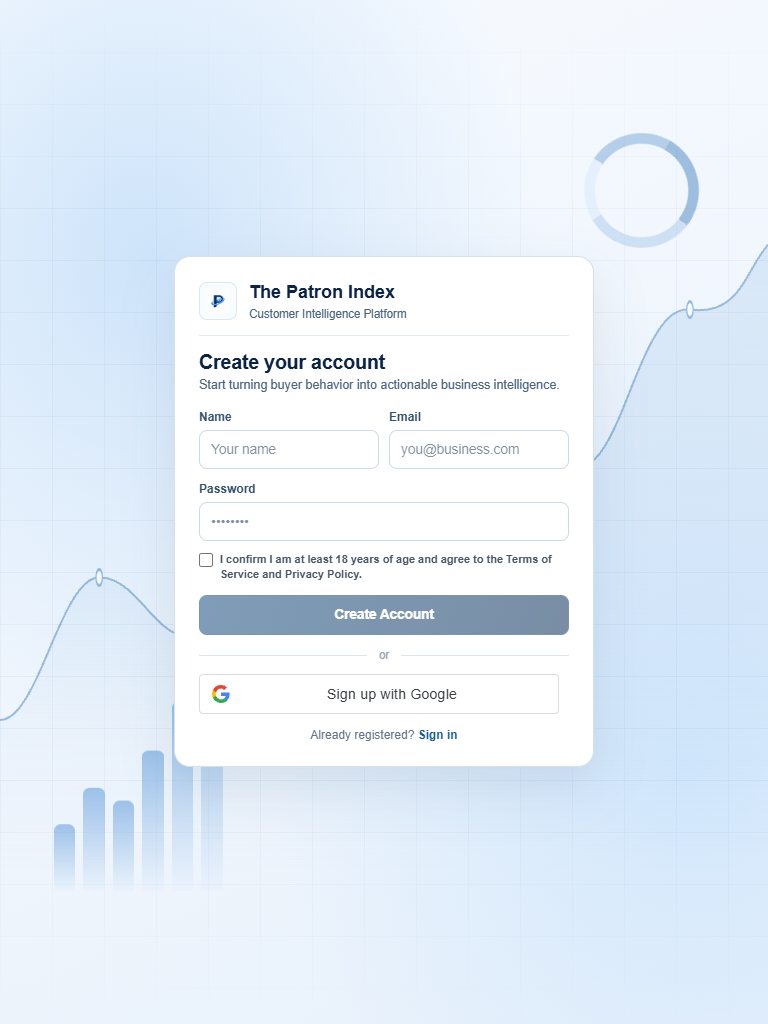 The Patron Index
Customer Intelligence Platform
Create your account
Start turning buyer behavior into actionable business intelligence.
Name
Email
Your name
you@business.com
Password
••••••••
I confirm I am at least 18 years of age and agree to the Terms of
Service and Privacy Policy.
Create Account
or
Sign up with Google
Already registered? Sign in